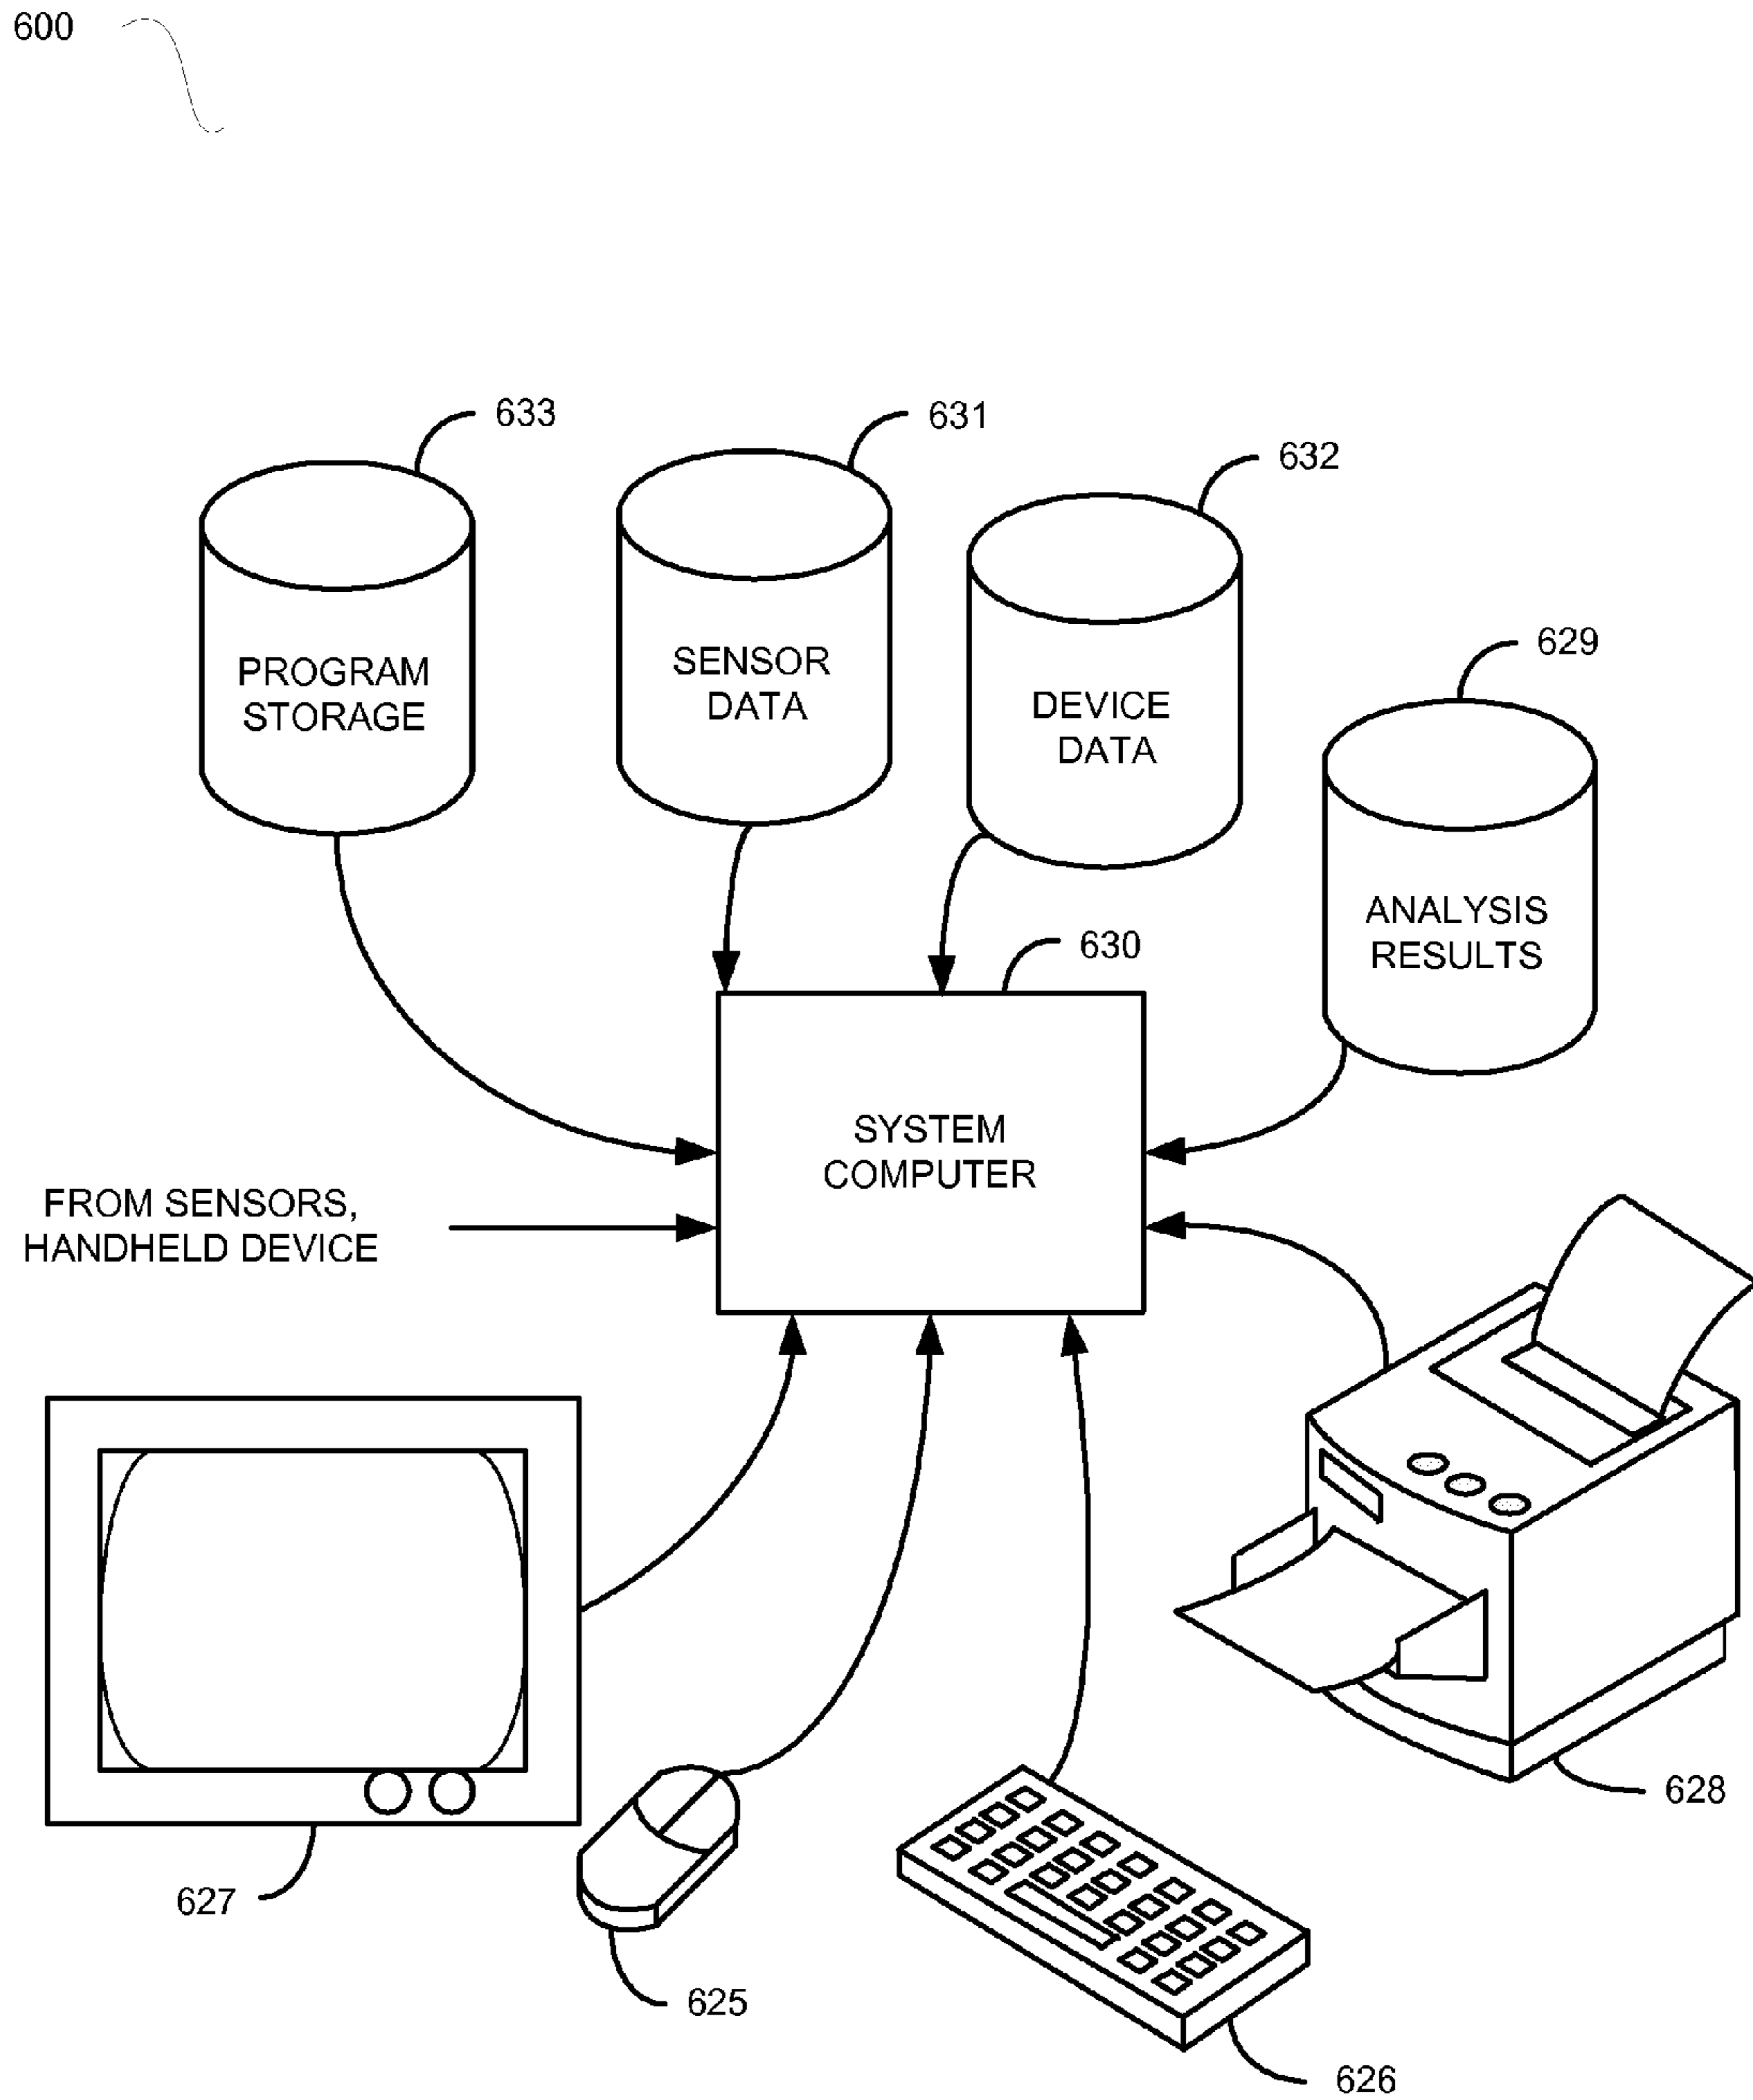 600
633
631
632
629
PROGRAM
STORAGE
SENSOR
DATA
DEVICE
DATA
ANALYSIS
RESULTS
630
SYSTEM
COMPUTER
FROM SENSORS,
HANDHELD DEVICE
627
625
626
628